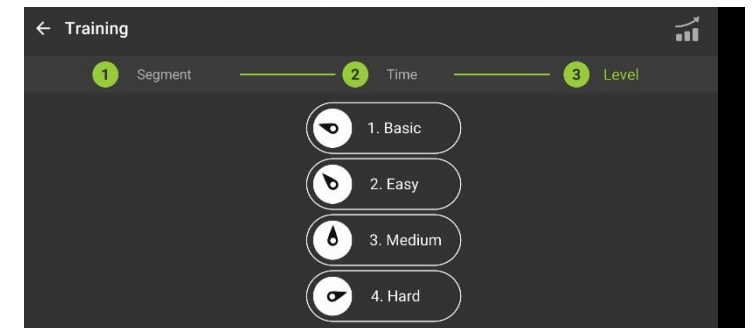 Training
1 Segment 2 Time 3 Level
1. Basic
2. Easy
3. Medium
4. Hard